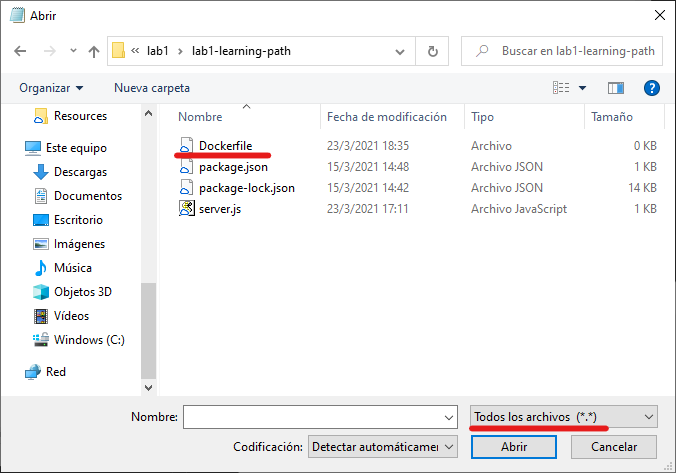 Abrir
« lab1 › lab1-learning-path
Buscar en lab1-learning-path
Organizar Nueva carpeta
Nombre Fecha de modificación Tipo Tamaño
Resources
Este equipo
Descargas
Documentos
Escritorio
Imágenes
Música
Objetos 3D
Vídeos
Windows (C:)
Red
Dockerfile 23/3/2021 18:35 Archivo 0 KB
package.json 15/3/2021 14:48 Archivo JSON 1 KB
package-lock.json 15/3/2021 14:42 Archivo JSON 14 KB
server.js 23/3/2021 17:11 Archivo JavaScript 1 KB
Nombre: Todos los archivos (*.*)
Codificación: Detectar automáticamen Abrir Cancelar